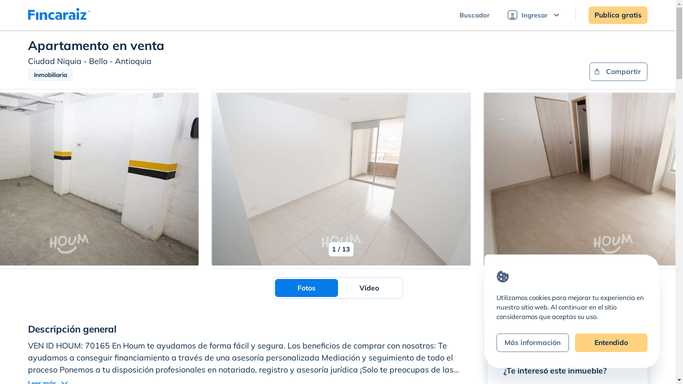 Fincaraiz
Buscador
Ingresar
Publica gratis
Apartamento en venta
Ciudad Niquia - Bello - Antioquia
Inmobiliaria
Compartir
HOUM
HOUM
HOUM
1 / 13
Fotos
Video
Descripción general
VEN ID HOUM: 70165 En Houm te ayudamos de forma fácil y segura. Los beneficios de comprar con nosotros: Te
ayudamos a conseguir financiamiento a través de una asesoría personalizada Mediación y seguimiento de todo el
proceso Ponemos a tu disposición profesionales en notariado, registro y asesoría jurídica ¡Solo te preocupas de las...
Leer más
Utilizamos cookies para mejorar tu experiencia en
nuestro sitio web. Al continuar en el sitio
consideramos que aceptas su uso.
Más información
Entendido
¿Te interesó este inmueble?